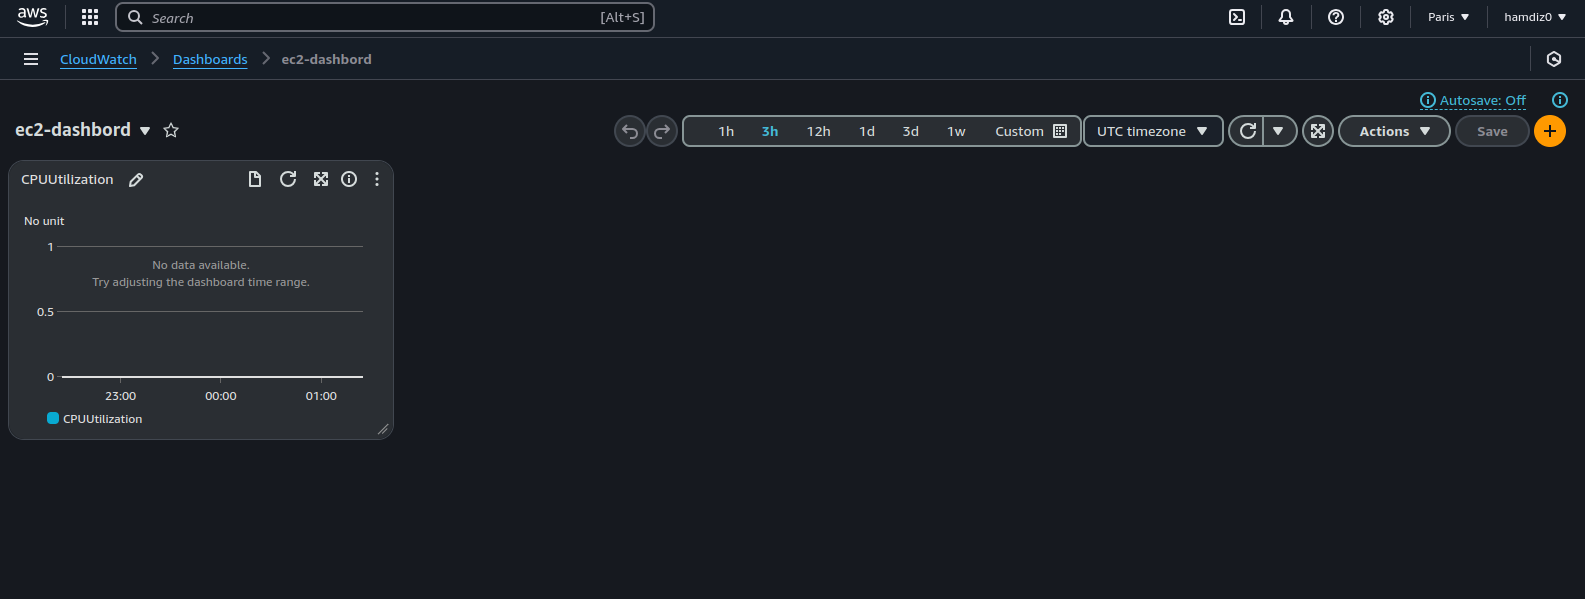 aws
Search [Alt+S]
Paris
hamdiz0
CloudWatch
Dashboards
ec2-dashbord
Autosave: Off
ec2-dashbord
1h 3h 12h 1d 3d 1w Custom
UTC timezone
Actions
Save
CPUUtilization
No unit
1
No data available.
Try adjusting the dashboard time range.
0.5
0
23:00 00:00 01:00
CPUUtilization